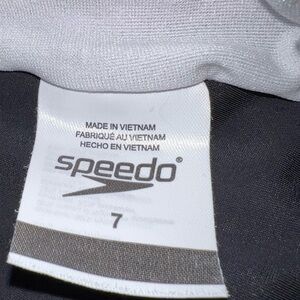 MADE IN VIETNAM
FABRIQUÉ AU VIETNAM
HECHO EN VIETNAM
speedo®
7